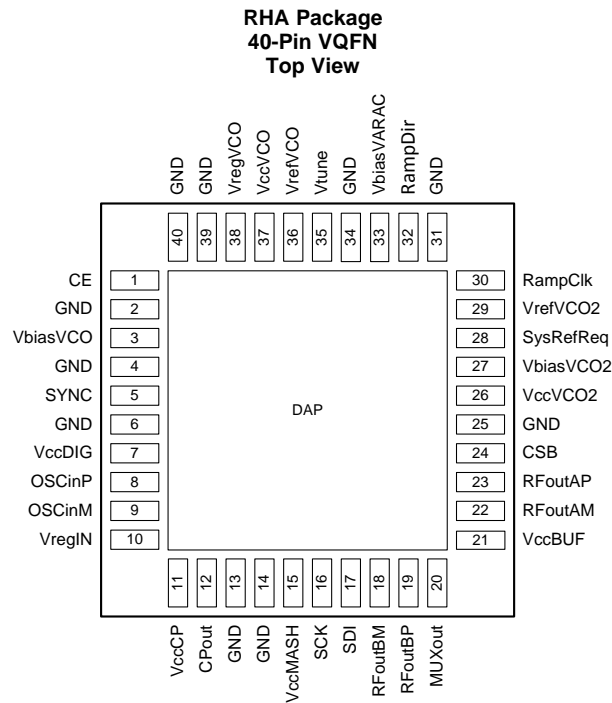 RHA Package
40-Pin VQFN
Top View
GND
GND
VregVCO
VccVCO
VrefVCO
Vtune
GND
VbiasVARAC
RampDir
GND
40
39
38
37
36
35
34
33
32
31
CE 1
GND 2
VbiasVCO 3
GND 4
SYNC 5
GND 6
VccDIG 7
OSCinP 8
OSCinM 9
VregIN 10
DAP
30 RampClk
29 VrefVCO2
28 SysRefReq
27 VbiasVCO2
26 VccVCO2
25 GND
24 CSB
23 RFoutAP
22 RFoutAM
21 VccBUF
11
12
13
14
15
16
17
18
19
20
VccCP
CPout
GND
GND
VccMASH
SCK
SDI
RFoutBM
RFoutBP
MUXout